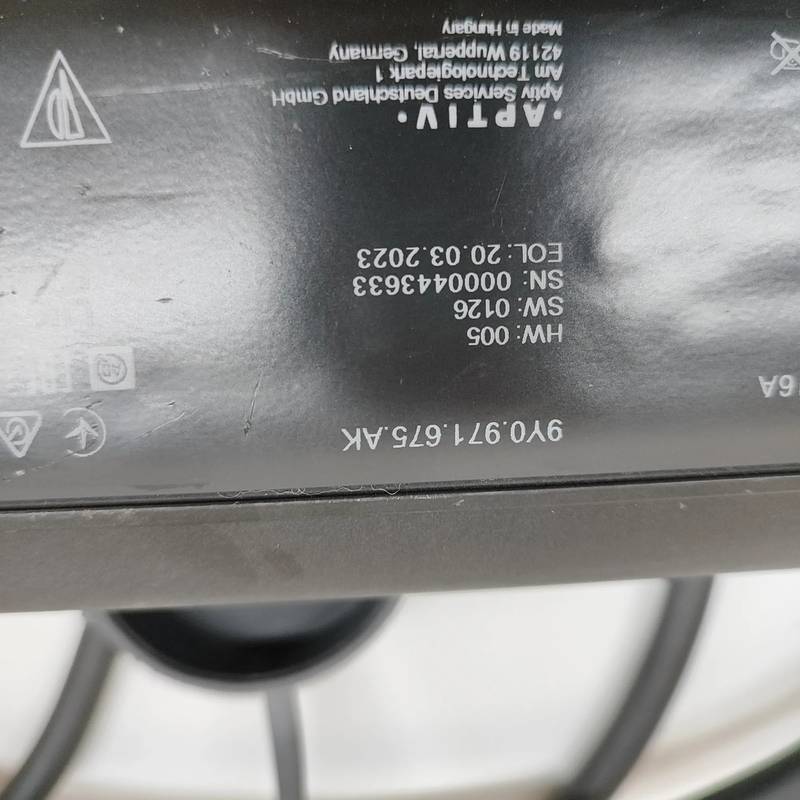 9Y0.971.675.AK
6A
HW: 005
SW: 0126
SN: 0000443633
EOL: 20.03.2023
• APTIV •
Aptiv Services Deutschland GmbH
Am Technologiepark 1
42119 Wuppertal, Germany
Made in Hungary